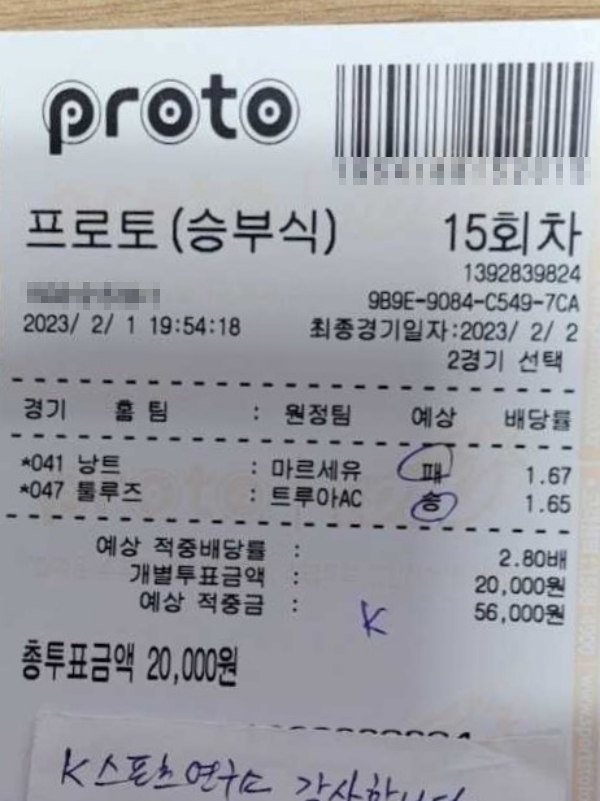 proto
프로토(승부식) 15회차
1392839824
9B9E-9084-C549-7CA
2023/ 2/ 1 19:54:18 최종경기일자:2023/ 2/ 2
2경기 선택
경기 홈 팀 : 원정팀 예상 배당률
*041 낭트 : 마르세유 패 1.67
*047 툴루즈 : 트루아AC 승 1.65
예상 적중배당률 : 2.80배
개별투표금액 : 20,000원
예상 적중금 : 56,000원
K
총투표금액 20,000원
K스포츠연구소 감사합니다